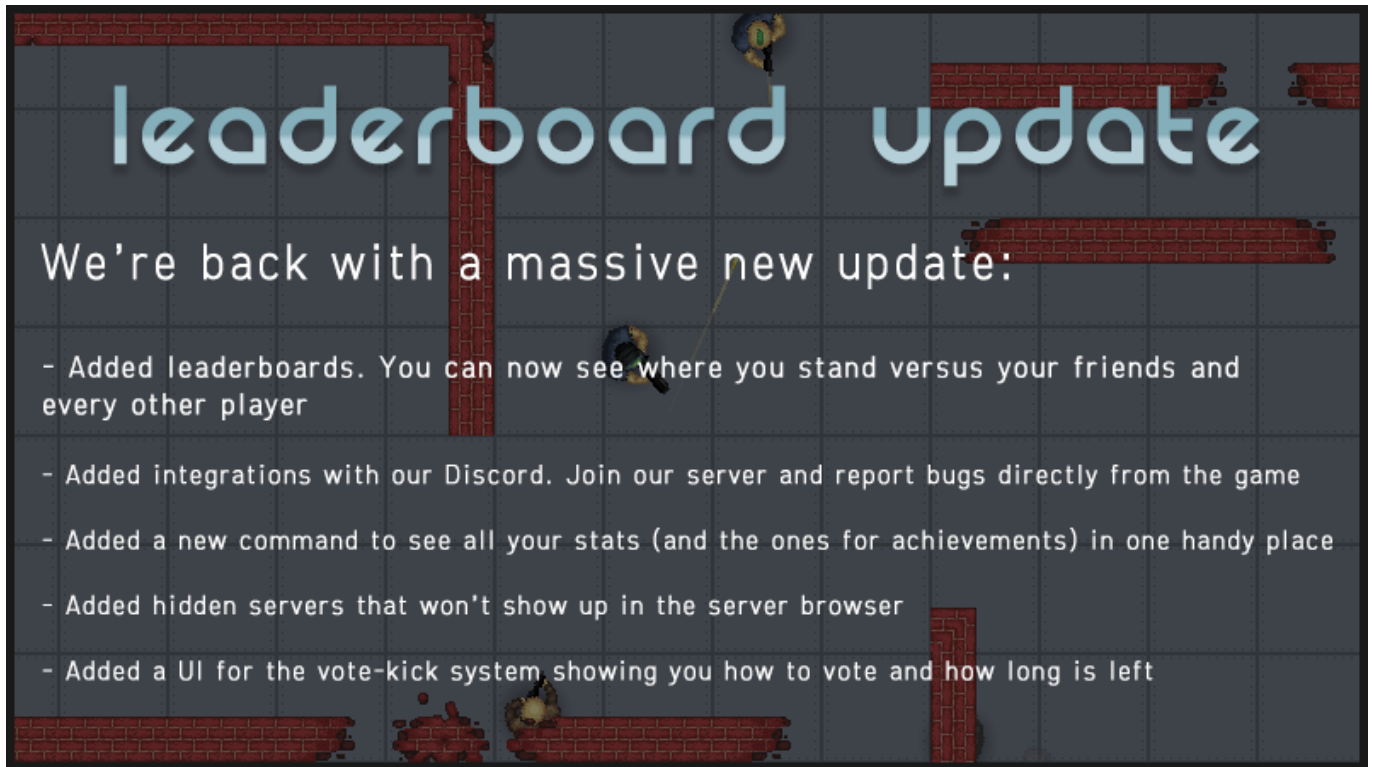 leaderboard update
We're back with a massive new update:
- Added leaderboards. You can now see where you stand versus your friends and
every other player
- Added integrations with our Discord. Join our server and report bugs directly from the game
- Added a new command to see all your stats (and the ones for achievements) in one handy place
- Added hidden servers that won't show up in the server browser
- Added a UI for the vote-kick system showing you how to vote and how long is left